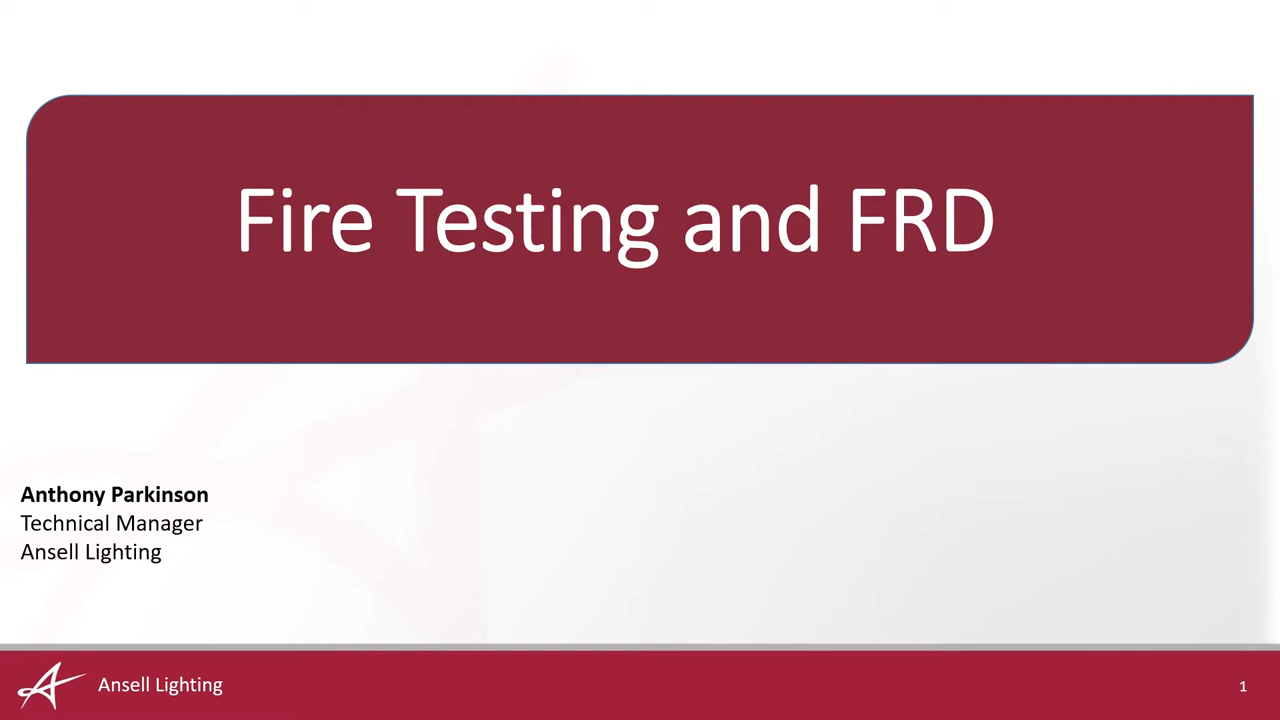 Fire Testing and FRD
Anthony Parkinson
Technical Manager
Ansell Lighting
Ansell Lighting
1